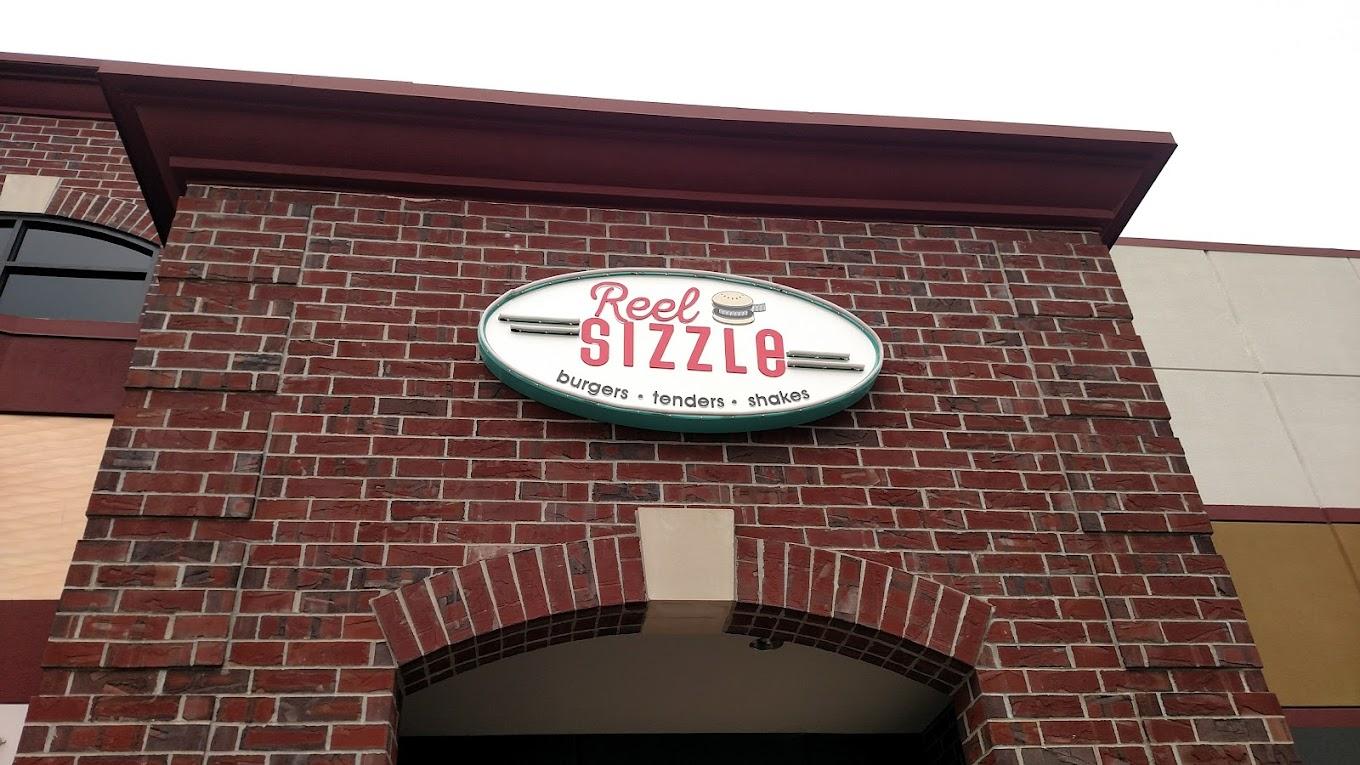 Reel
SIZZLe
burgers • tenders • shakes